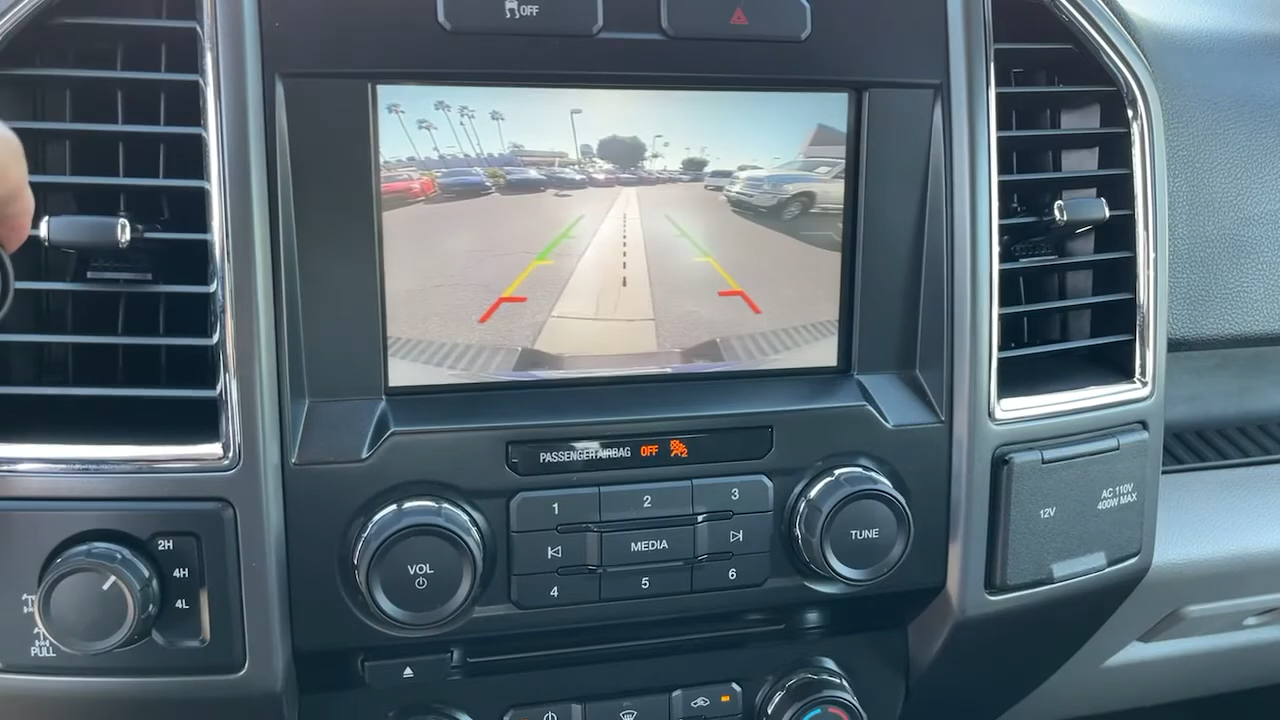 OFF
PASSENGER AIRBAG OFF 2
1 2 3
MEDIA
4 5 6
VOL
TUNE
2H
4H
4L
PULL
12V
AC 110V
400W MAX